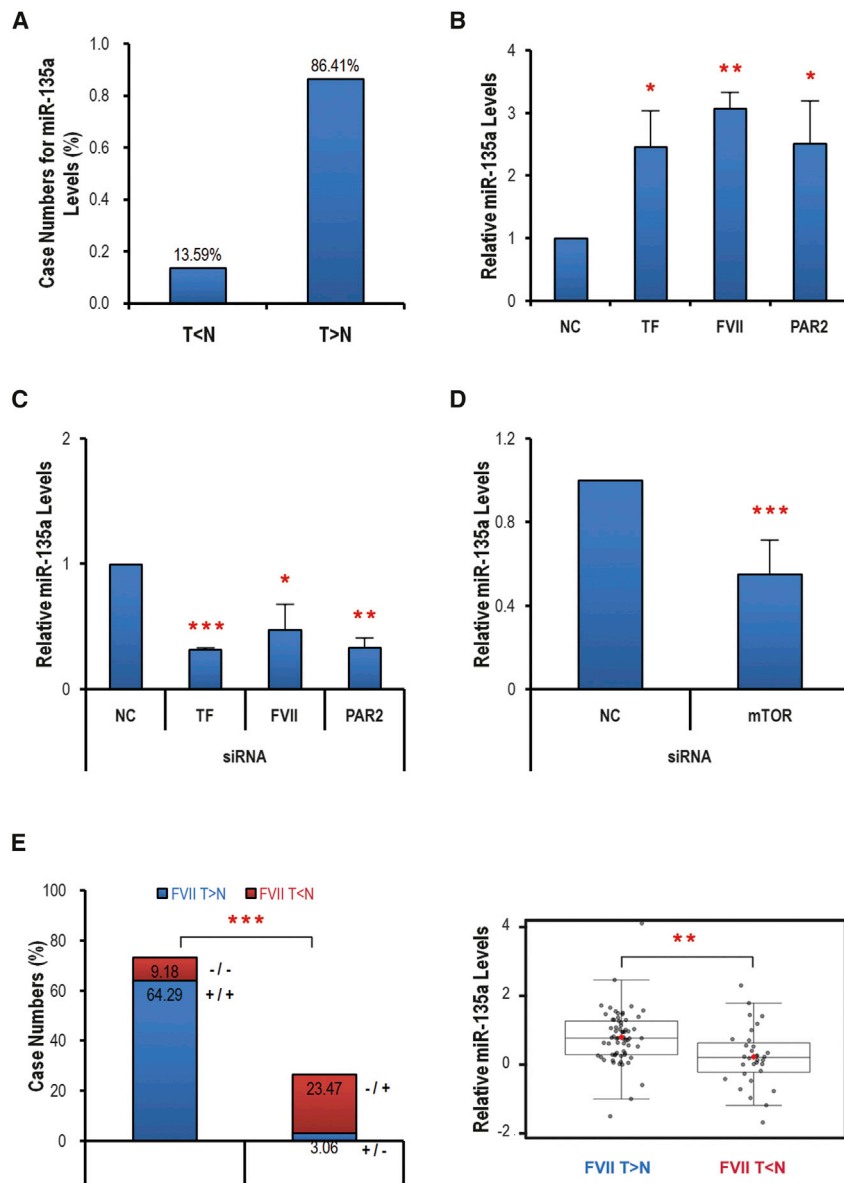 A
Case Numbers for miR-135a
Levels (%)
1.0
0.8
0.6
0.4
0.2
0.0
13.59%
86.41%
T<N
T>N
B
Relative miR-135a Levels
4
3
2
1
0
*
**
*
NC
TF
FVII
PAR2
C
Relative miR-135a Levels
2
1
0
***
*
**
NC
TF
FVII
PAR2
siRNA
D
Relative miR-135a Levels
1.2
0.8
0.4
0
***
NC
mTOR
siRNA
E
FVII T>N
FVII T<N
Case Numbers (%)
100
80
60
40
20
0
***
9.18
- / -
64.29
+ / +
23.47
- / +
3.06
+ / -
Relative miR-135a Levels
4
2
0
-2
**
FVII T>N
FVII T<N